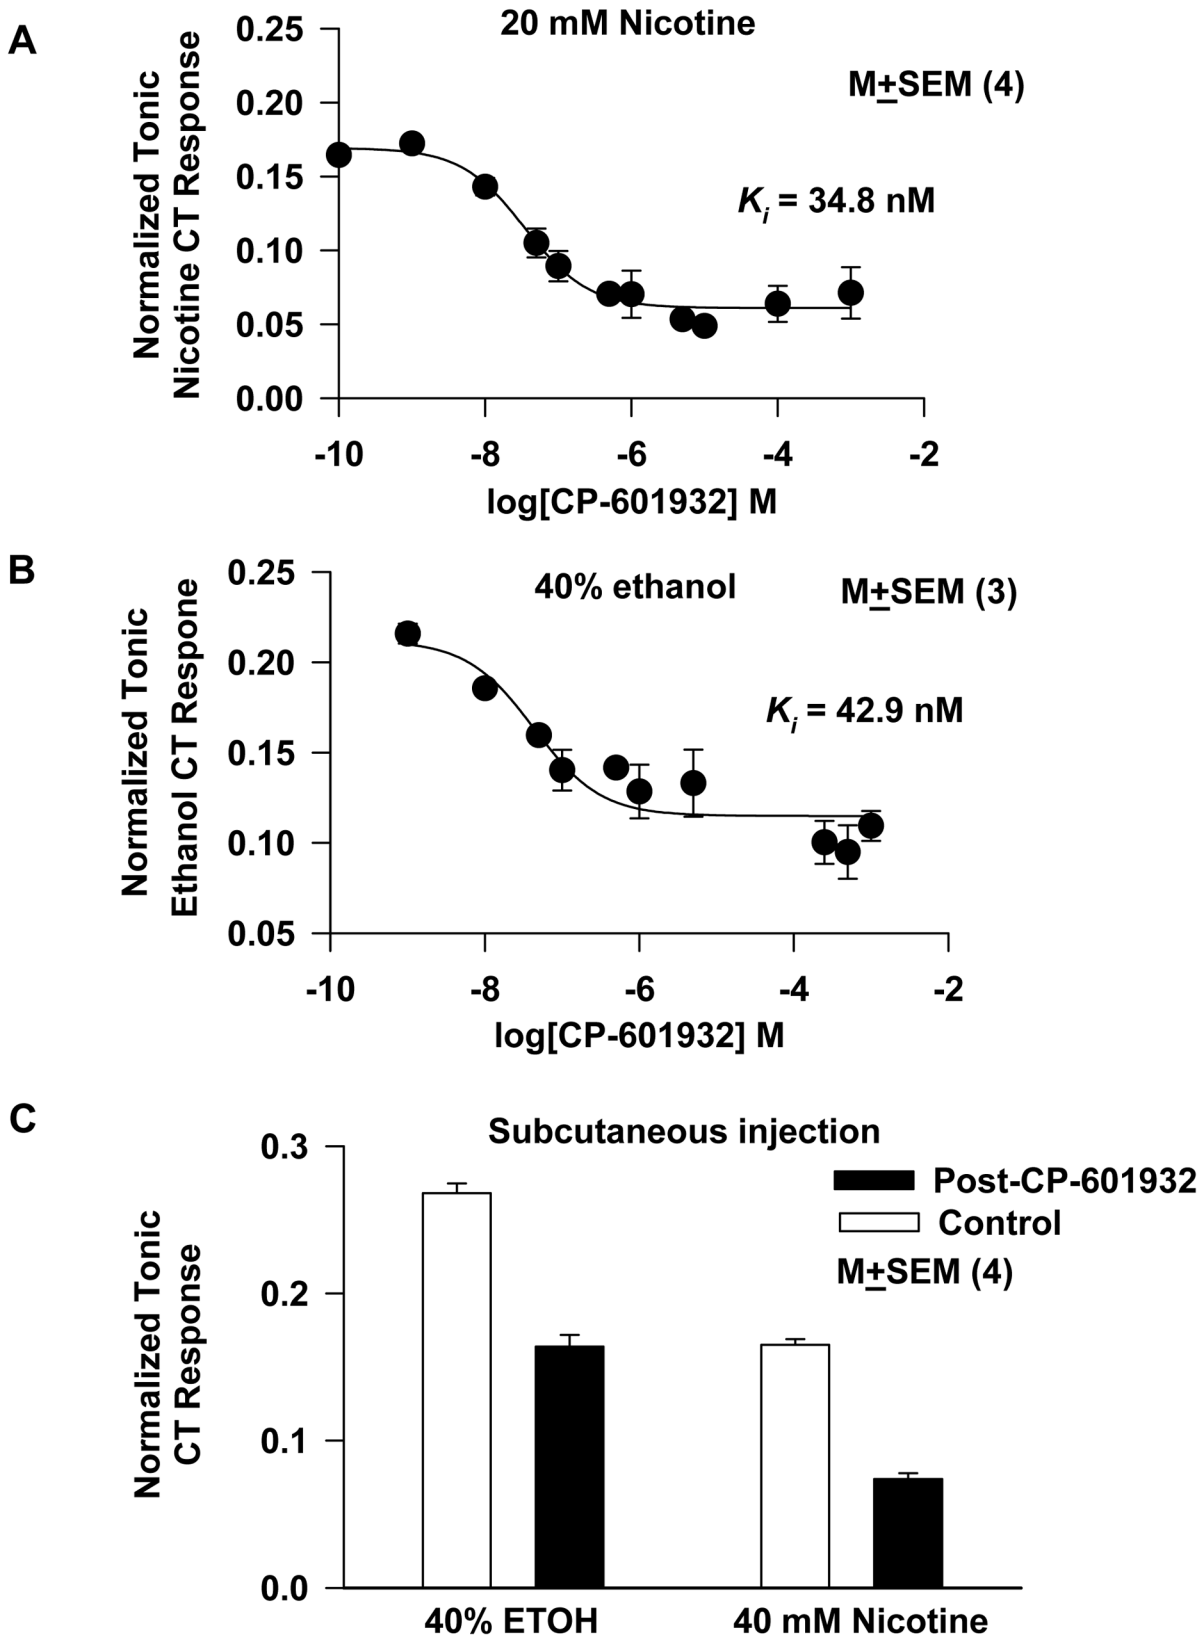 A
20 mM Nicotine
M±SEM (4)
Ki = 34.8 nM
Normalized Tonic
Nicotine CT Response
0.25
0.20
0.15
0.10
0.05
0.00
-10 -8 -6 -4 -2
log[CP-601932] M
B
40% ethanol
M±SEM (3)
Ki = 42.9 nM
Normalized Tonic
Ethanol CT Respone
0.25
0.20
0.15
0.10
0.05
-10 -8 -6 -4 -2
log[CP-601932] M
C
Subcutaneous injection
Post-CP-601932
Control
M±SEM (4)
Normalized Tonic
CT Response
0.3
0.2
0.1
0.0
40% ETOH 40 mM Nicotine